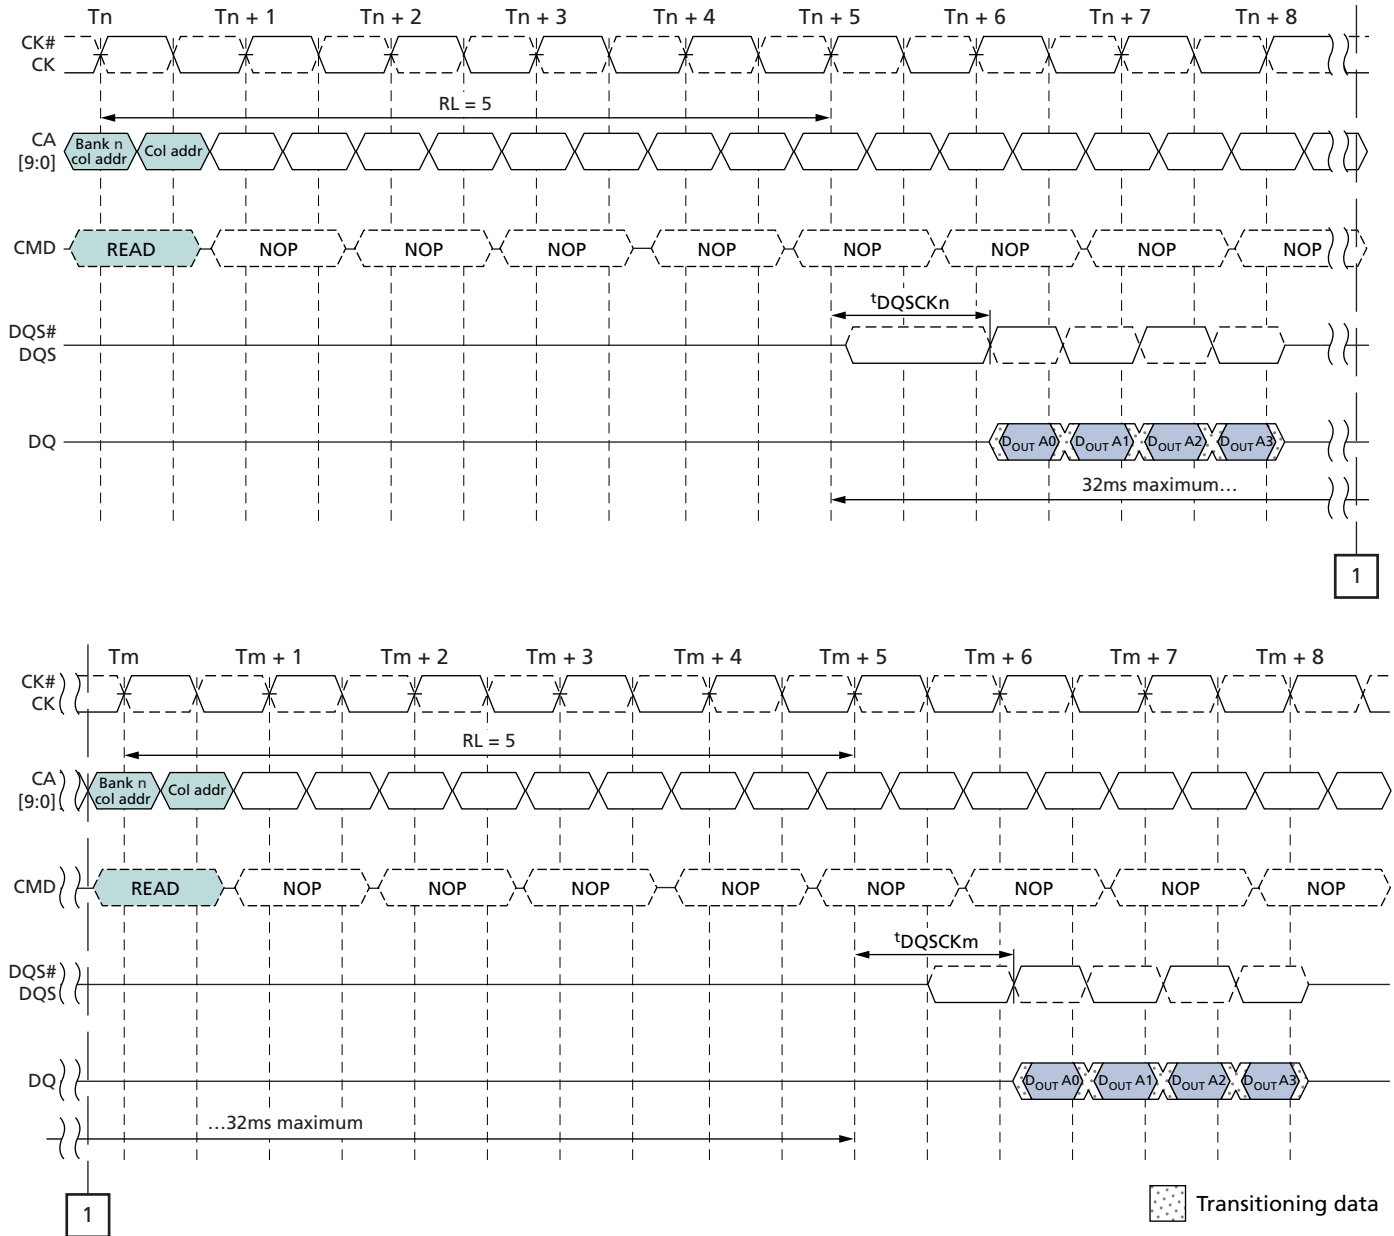 Tn Tn + 1 Tn + 2 Tn + 3 Tn + 4 Tn + 5 Tn + 6 Tn + 7 Tn + 8
CK#
CK
RL = 5
CA
[9:0]
Bank n
col addr
Col addr
CMD READ NOP NOP NOP NOP NOP NOP NOP NOP
tDQSCKn
DQS#
DQS
DQ DOUT A0 DOUT A1 DOUT A2 DOUT A3
32ms maximum…
1
Tm Tm + 1 Tm + 2 Tm + 3 Tm + 4 Tm + 5 Tm + 6 Tm + 7 Tm + 8
CK#
CK
RL = 5
CA
[9:0]
Bank n
col addr
Col addr
CMD READ NOP NOP NOP NOP NOP NOP NOP NOP
tDQSCKm
DQS#
DQS
DQ DOUT A0 DOUT A1 DOUT A2 DOUT A3
…32ms maximum
1
Transitioning data